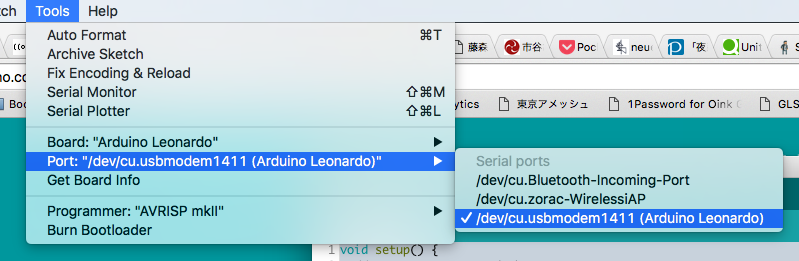 tch Tools Help
Auto Format ⌘T
Archive Sketch
Fix Encoding & Reload
Serial Monitor ⇧⌘M
Serial Plotter ⇧⌘L
Board: "Arduino Leonardo"
Port: "/dev/cu.usbmodem1411 (Arduino Leonardo)"
Get Board Info
Programmer: "AVRISP mkII"
Burn Bootloader
藤森 市谷 Poc neu 「夜 Unit
no.co
Boo ytics 東京アメッシュ 1Password for Oink GLS
Serial ports
/dev/cu.Bluetooth-Incoming-Port
/dev/cu.zorac-WirelessiAP
✓ /dev/cu.usbmodem1411 (Arduino Leonardo)
1 void setup() {